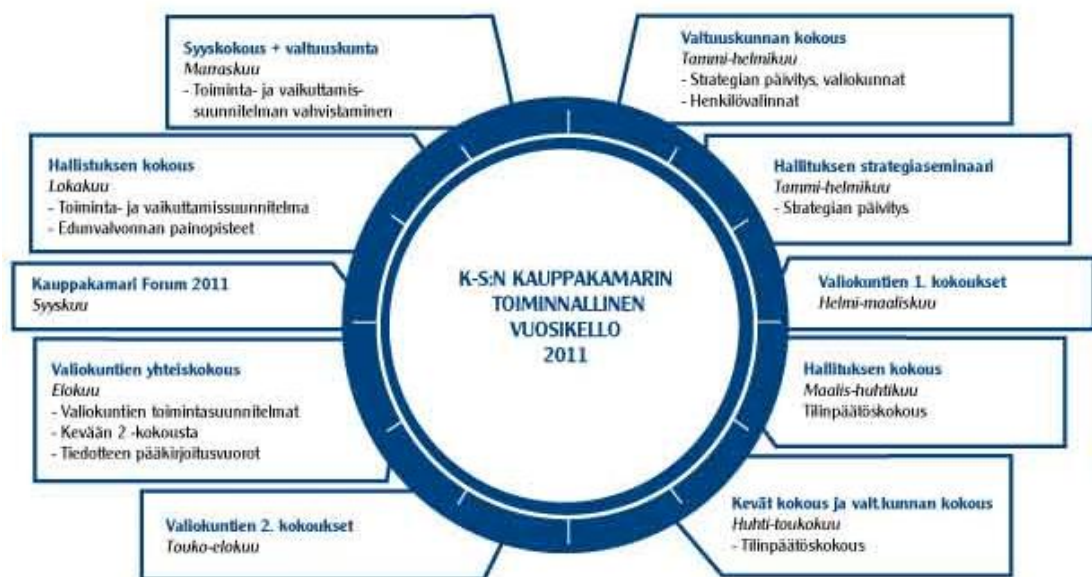 Syyskokous + valtuuskunta
Marraskuu
- Toiminta- ja vaikuttamis-
suunnitelman vahvistaminen
Valtuuskunnan kokous
Tammi-helmikuu
- Strategian päivitys, valiokunnat
- Henkilövalinnat
Hallistuksen kokous
Lokakuu
- Toiminta- ja vaikuttamissuunnitelma
- Edunvalvonnan painopisteet
Hallituksen strategiaseminaari
Tammi-helmikuu
- Strategian päivitys
Kauppakamari Forum 2011
Syyskuu
K-S:N KAUPPAKAMARIN
TOIMINNALLINEN
VUOSIKELLO
2011
Valiokuntien 1. kokoukset
Helmi-maaliskuu
Valiokuntien yhteiskokous
Elokuu
- Valiokuntien toimintasuunnitelmat
- Kevään 2 -kokousta
- Tiedotteen pääkirjoitusvuorot
Hallituksen kokous
Maalis-huhtikuu
Tilinpäätöskokous
Valiokuntien 2. kokoukset
Touko-elokuu
Kevät kokous ja valt.kunnan kokous
Huhti-toukokuu
- Tilinpäätöskokous